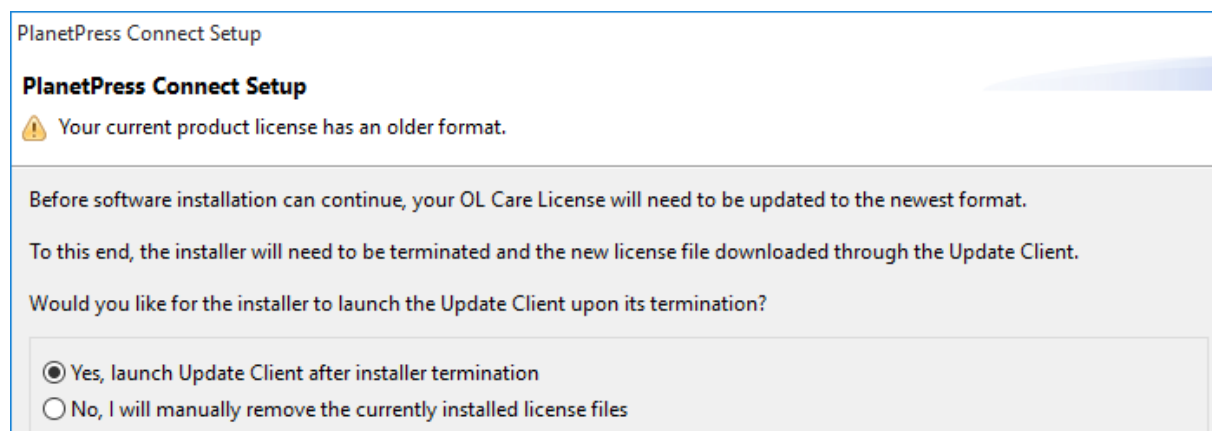 PlanetPress Connect Setup
PlanetPress Connect Setup
Your current product license has an older format.
Before software installation can continue, your OL Care License will need to be updated to the newest format.
To this end, the installer will need to be terminated and the new license file downloaded through the Update Client.
Would you like for the installer to launch the Update Client upon its termination?
Yes, launch Update Client after installer termination
No, I will manually remove the currently installed license files